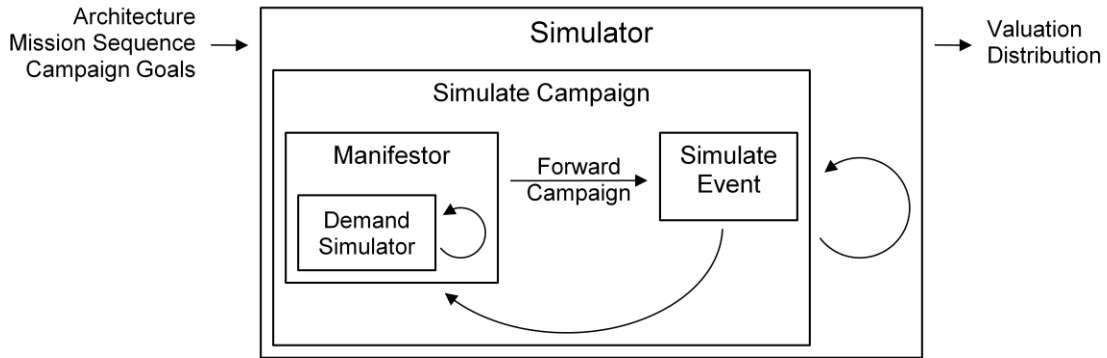 Architecture
Mission Sequence
Campaign Goals
Simulator
Valuation
Distribution
Simulate Campaign
Manifestor
Demand
Simulator
Forward
Campaign
Simulate
Event